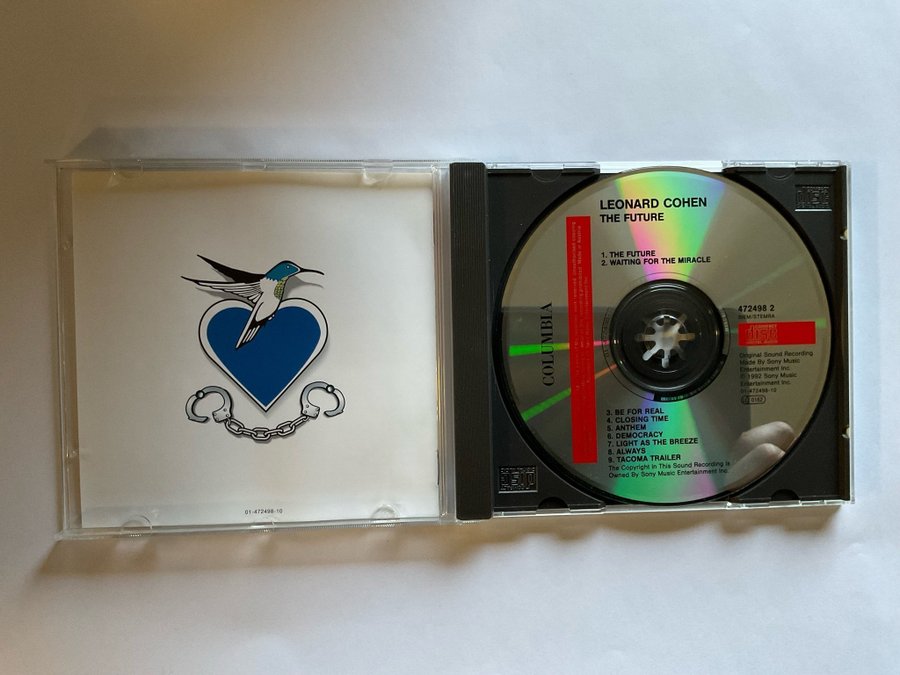 01-472498-10
LEONARD COHEN
THE FUTURE
1. THE FUTURE
2. WAITING FOR THE MIRACLE
COLUMBIA
472498 2
BIEM/STEMRA
Original Sound Recording
Made By Sony Music
Entertainment Inc.
© 1992 Sony Music
Entertainment Inc.
01-472498-10
3. BE FOR REAL
4. CLOSING TIME
5. ANTHEM
6. DEMOCRACY
7. LIGHT AS THE BREEZE
8. ALWAYS
9. TACOMA TRAILER
The Copyright In This Sound Recording Is
Owned By Sony Music Entertainment Inc.